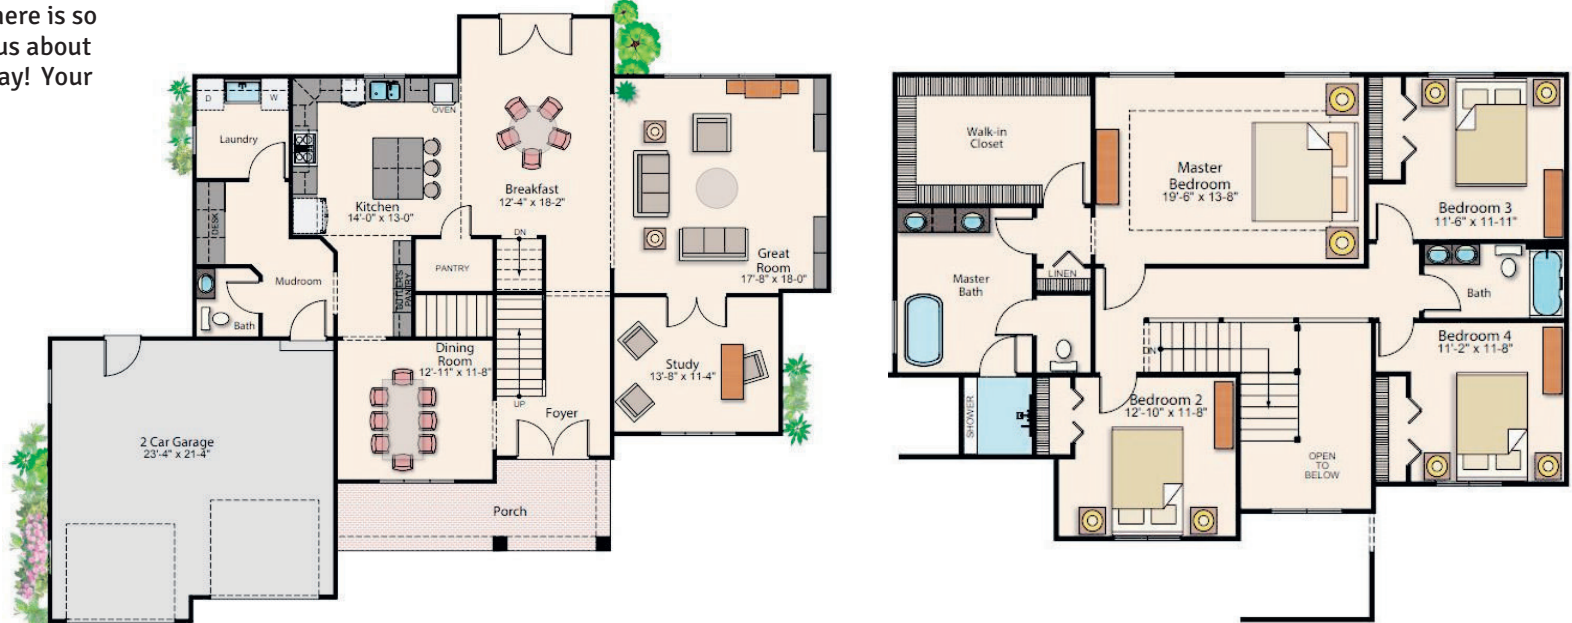 here is so
us about
ay! Your
D
W
OVEN
Laundry
Kitchen
14'-0" x 13-0"
Breakfast
12'-4" x 18-2"
DESK
DN
PANTRY
BUTLER'S
PANTRY
Great
Room
17'-8" x 18-0"
Mudroom
Bath
Dining
Room
12'-11" x 11-8"
UP
Foyer
Study
13'-8" x 11-4"
2 Car Garage
23'-4" x 21-4"
Porch
Walk-in
Closet
Master
Bedroom
19'-6" x 13-8"
Bedroom 3
11'-6" x 11-11"
Master
Bath
LINEN
Bath
DN
Bedroom 4
11'-2" x 11-8"
SHOWER
Bedroom 2
12'-10" x 11-8"
OPEN
TO
BELOW